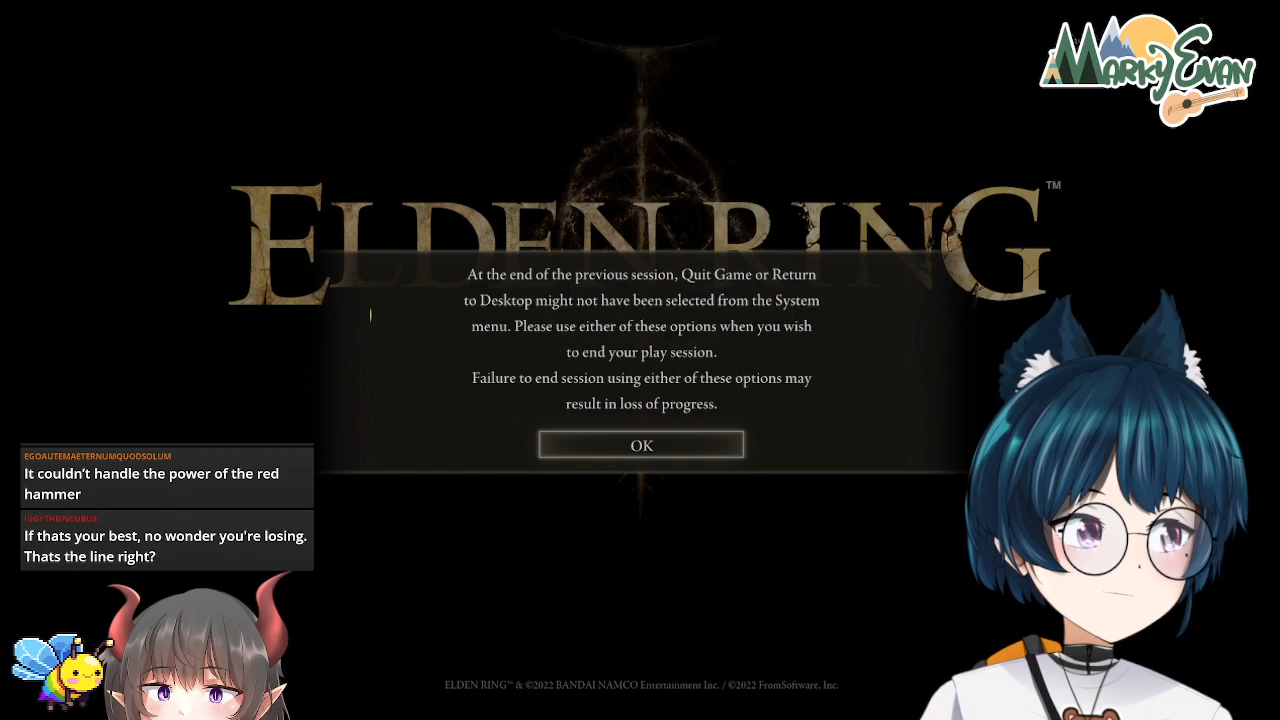 MARKY EVAN
ELDEN RING™
At the end of the previous session, Quit Game or Return
to Desktop might not have been selected from the System
menu. Please use either of these options when you wish
to end your play session.
Failure to end session using either of these options may
result in loss of progress.
OK
EGOAUTEMAETERNUMQUODSOLUM
It couldn't handle the power of the red
hammer
IGGYTHEINCUBUS
If thats your best, no wonder you're losing.
Thats the line right?
ELDEN RING™ & ©2022 BANDAI NAMCO Entertainment Inc. / ©2022 FromSoftware, Inc.